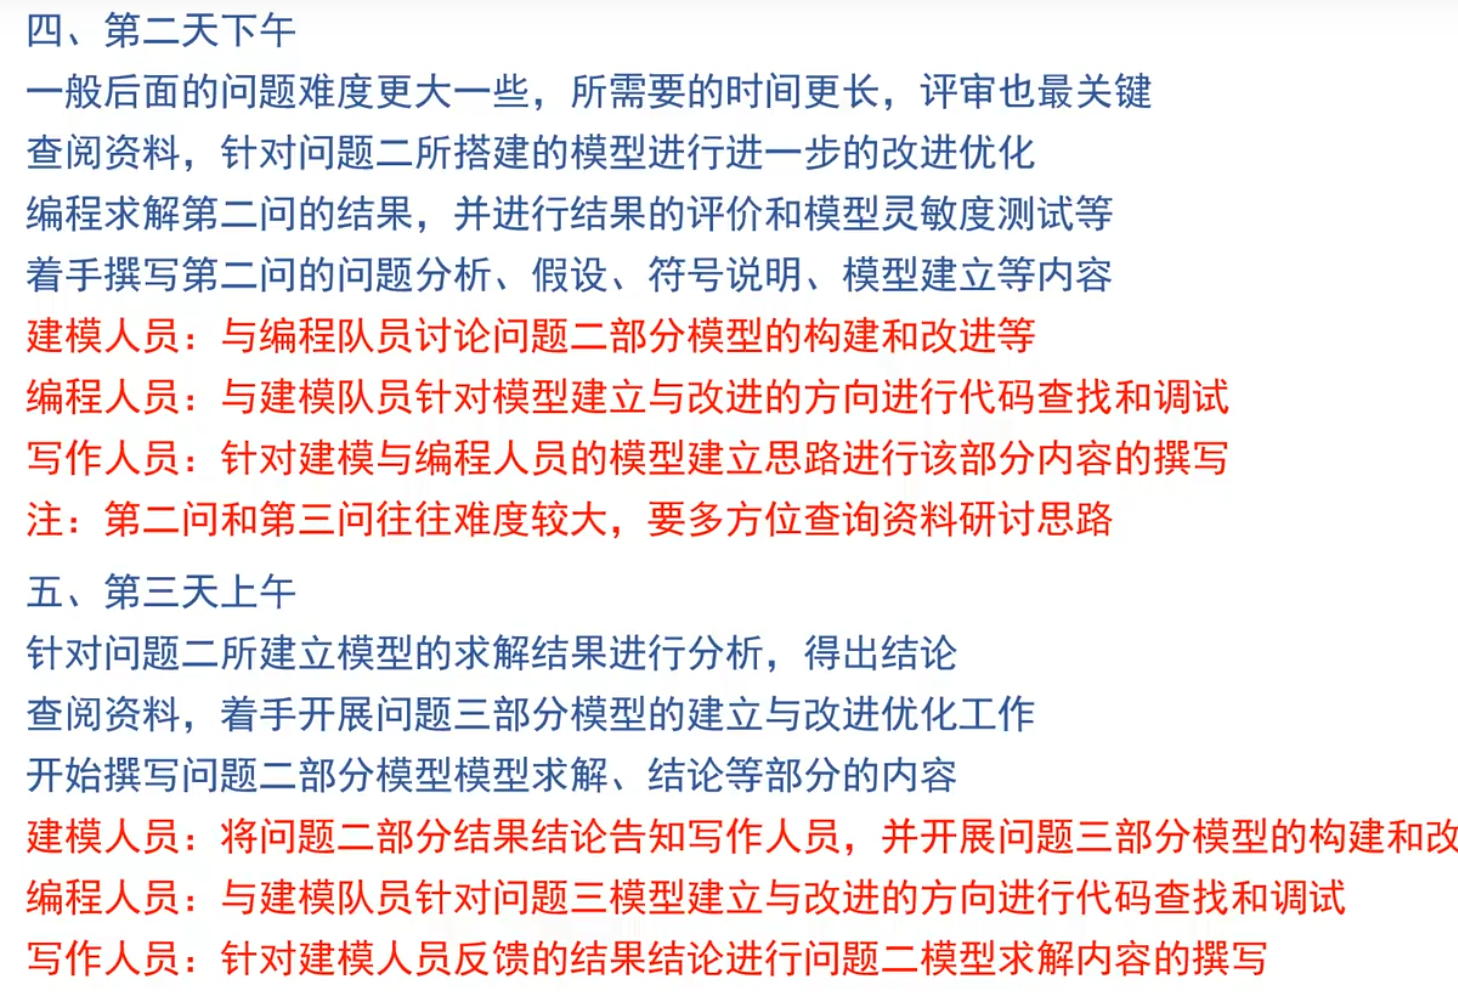 四、第二天下午
一般后面的问题难度更大一些，所需要的时间更长，评审也最关键
查阅资料，针对问题二所搭建的模型进行进一步的改进优化
编程求解第二问的结果，并进行结果的评价和模型灵敏度测试等
着手撰写第二问的问题分析、假设、符号说明、模型建立等内容
建模人员：与编程队员讨论问题二部分模型的构建和改进等
编程人员：与建模队员针对模型建立与改进的方向进行代码查找和调试
写作人员：针对建模与编程人员的模型建立思路进行该部分内容的撰写
注：第二问和第三问往往难度较大，要多方位查询资料研讨思路
五、第三天上午
针对问题二所建立模型的求解结果进行分析，得出结论
查阅资料，着手开展问题三部分模型的建立与改进优化工作
开始撰写问题二部分模型模型求解、结论等部分的内容
建模人员：将问题二部分结果结论告知写作人员，并开展问题三部分模型的构建和改
编程人员：与建模队员针对问题三模型建立与改进的方向进行代码查找和调试
写作人员：针对建模人员反馈的结果结论进行问题二模型求解内容的撰写